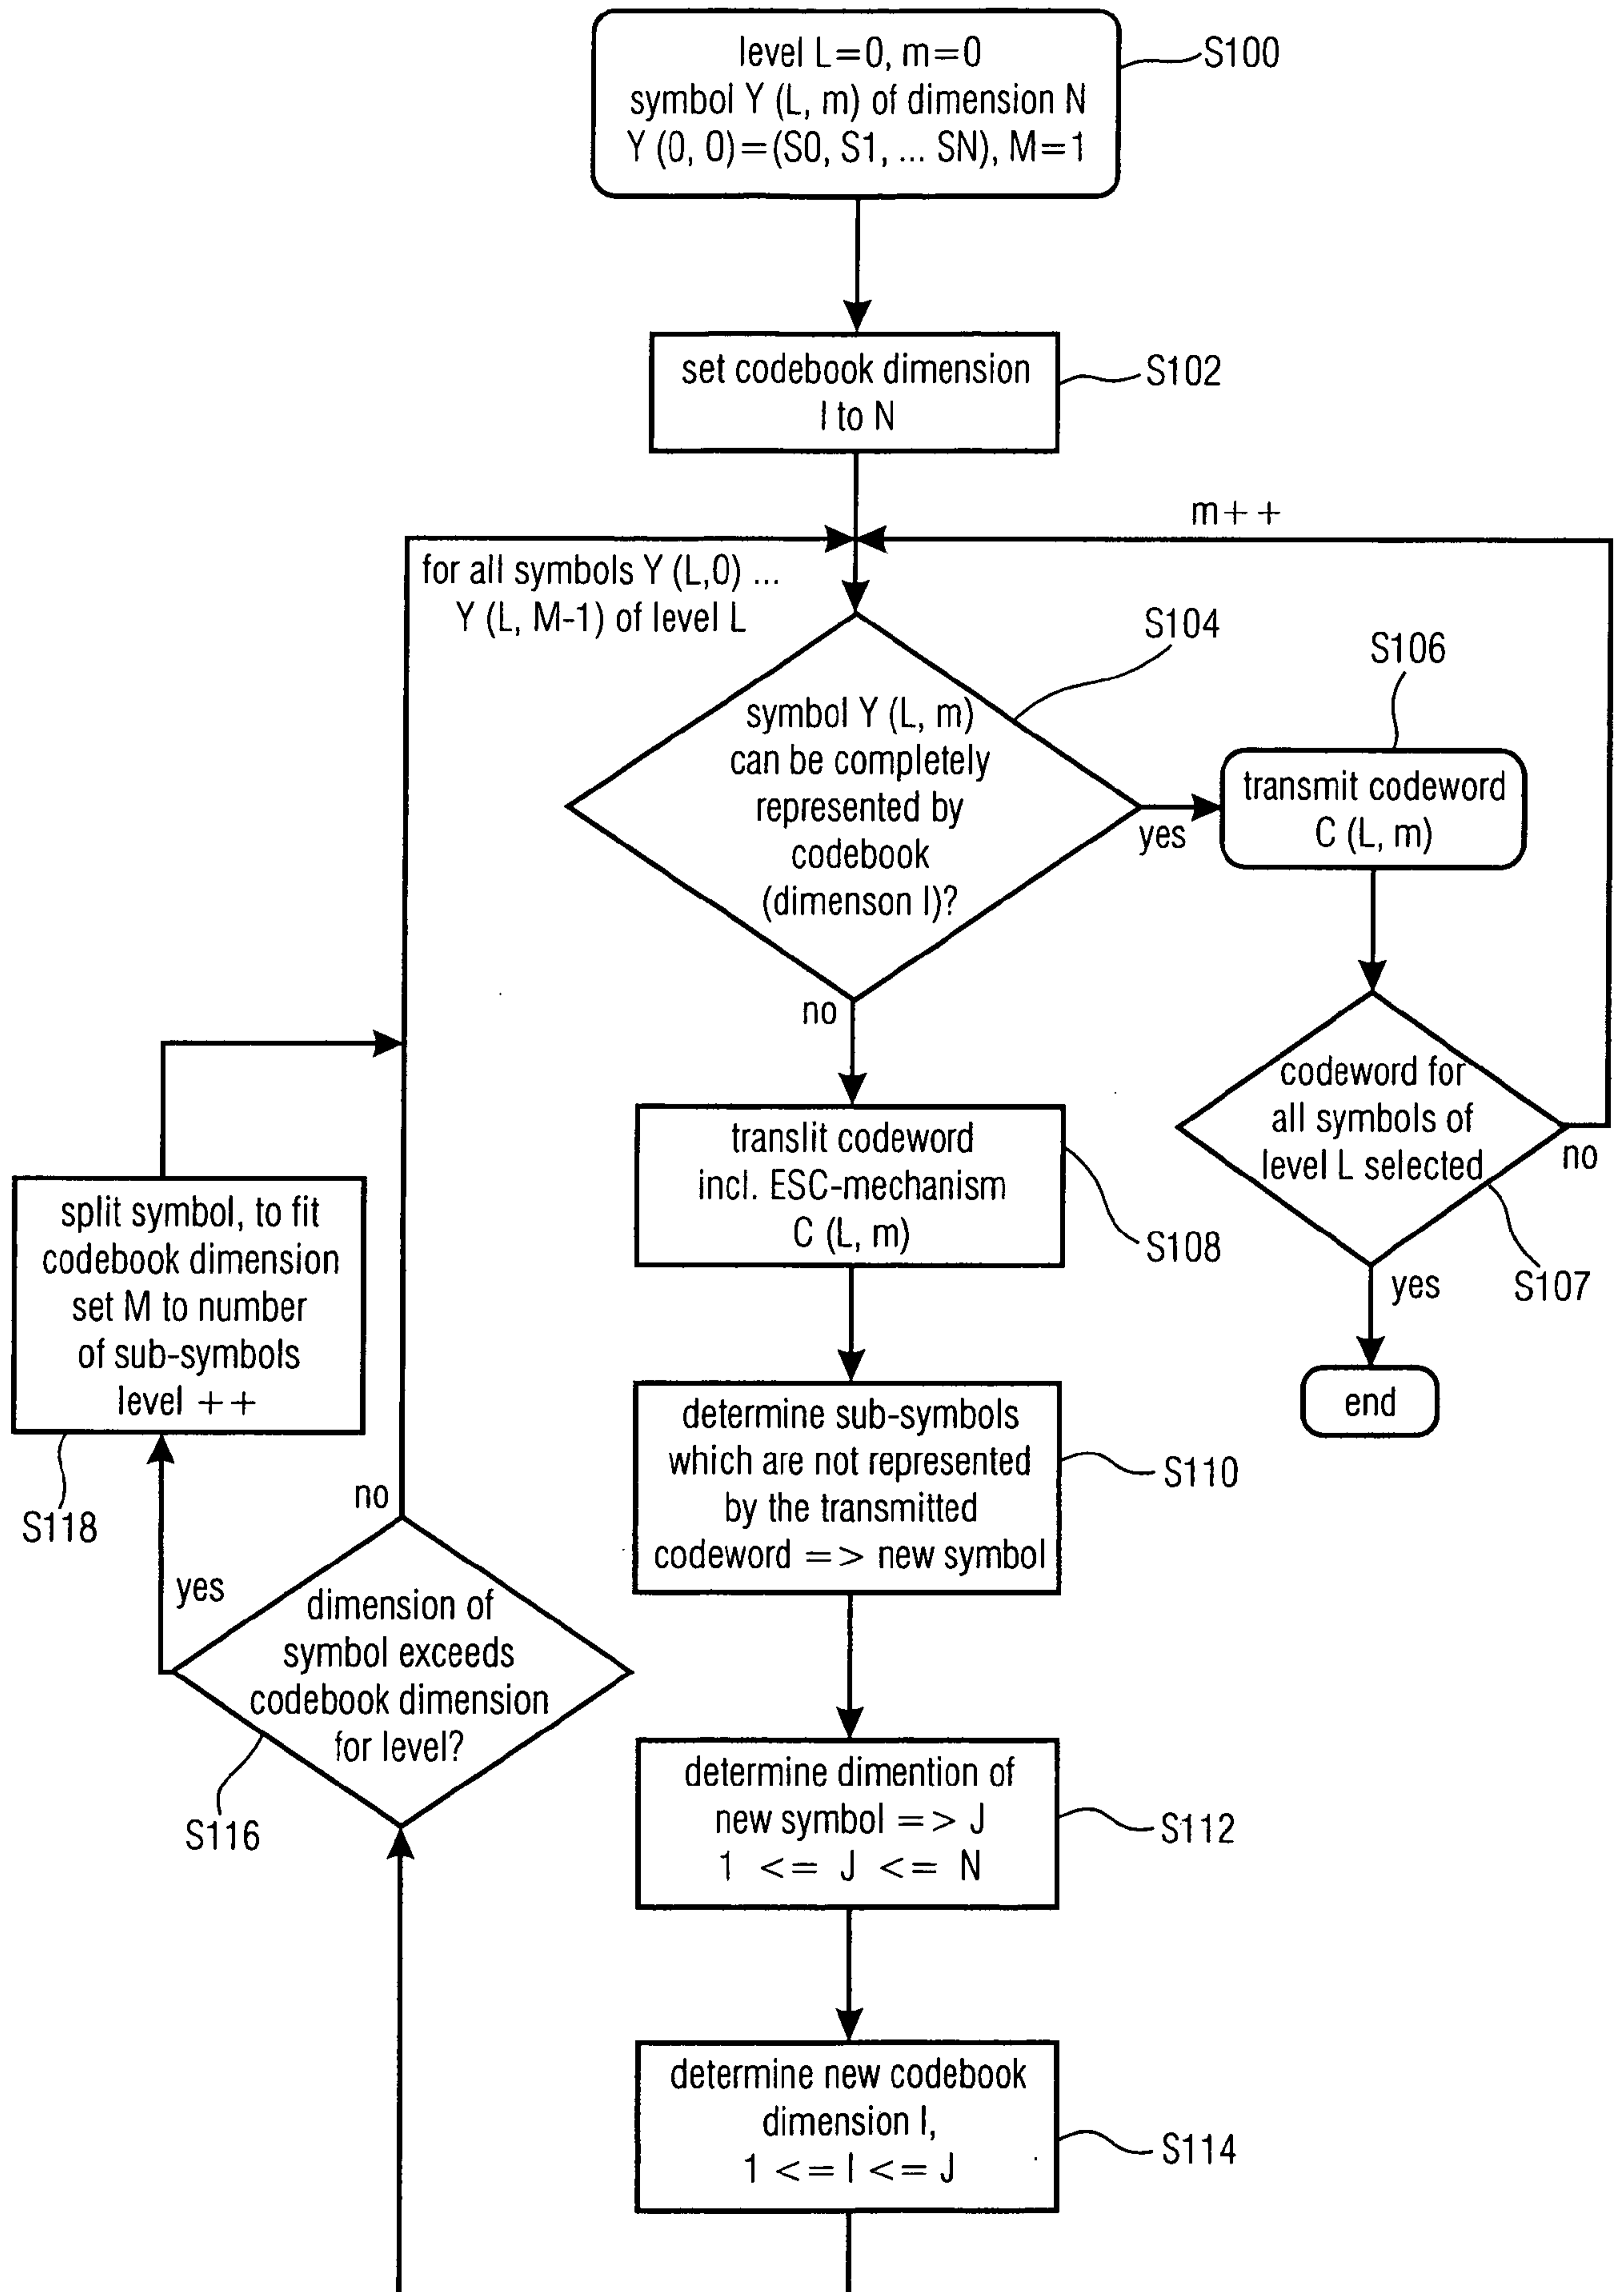 level L=0, m=0
symbol Y (L, m) of dimension N
Y (0, 0)=(S0, S1, ... SN), M=1
S100
set codebook dimension
I to N
S102
m++
for all symbols Y (L,0) ...
Y (L, M-1) of level L
S104
symbol Y (L, m)
can be completely
represented by
codebook
(dimenson I)?
yes
S106
transmit codeword
C (L, m)
no
codeword for
all symbols of
level L selected
no
S107
yes
end
translit codeword
incl. ESC-mechanism
C (L, m)
S108
split symbol, to fit
codebook dimension
set M to number
of sub-symbols
level ++
S118
determine sub-symbols
which are not represented
by the transmitted
codeword => new symbol
S110
no
yes
dimension of
symbol exceeds
codebook dimension
for level?
S116
determine dimention of
new symbol => J
1 <= J <= N
S112
determine new codebook
dimension I,
1 <= I <= J
S114